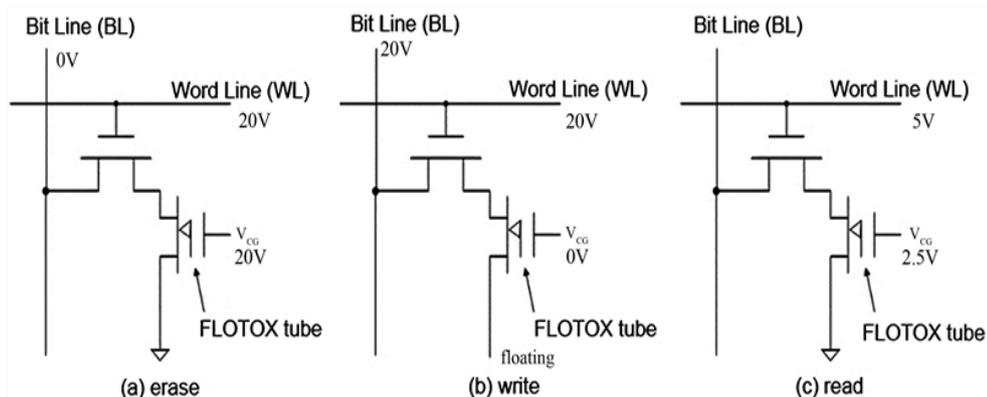 Bit Line (BL)
0V
Word Line (WL)
20V
V_CG
20V
FLOTOX tube
(a) erase
Bit Line (BL)
20V
Word Line (WL)
20V
V_CG
0V
FLOTOX tube
floating
(b) write
Bit Line (BL)
Word Line (WL)
5V
V_CG
2.5V
FLOTOX tube
(c) read